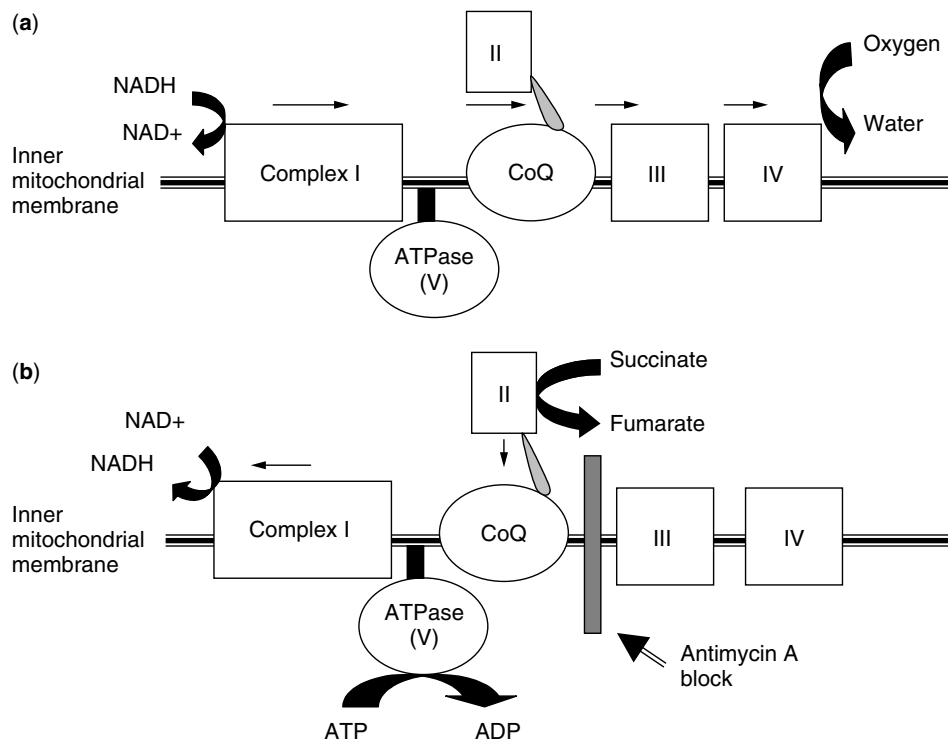 (a)
II
Oxygen
NADH
NAD+
Water
Inner
mitochondrial
membrane
Complex I
CoQ
III
IV
ATPase
(V)
(b)
II
Succinate
Fumarate
NAD+
NADH
Inner
mitochondrial
membrane
Complex I
CoQ
III
IV
ATPase
(V)
Antimycin A
block
ATP
ADP